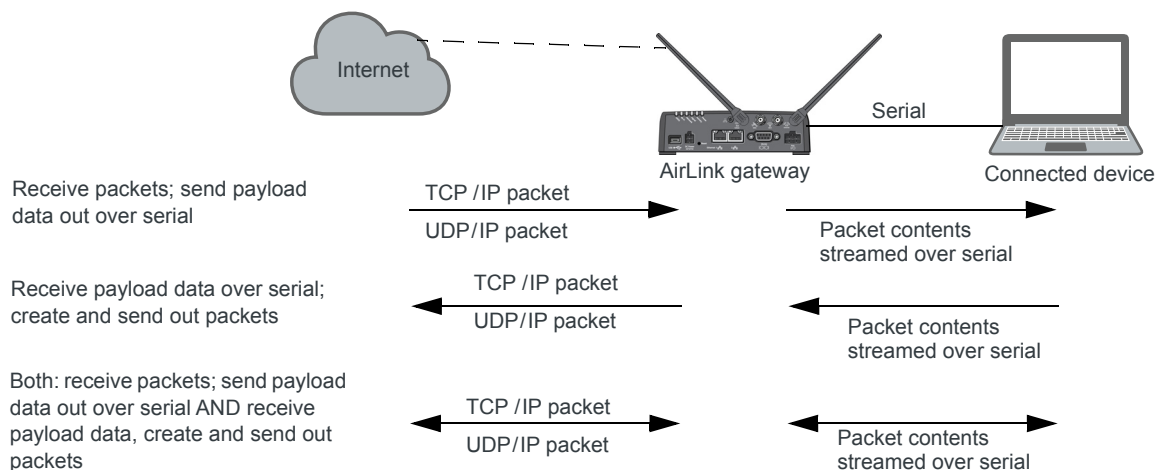 Internet
Serial
AirLink gateway
Connected device
Receive packets; send payload
data out over serial
TCP /IP packet
UDP/IP packet
Packet contents
streamed over serial
Receive payload data over serial;
create and send out packets
TCP /IP packet
UDP/IP packet
Packet contents
streamed over serial
Both: receive packets; send payload
data out over serial AND receive
payload data, create and send out
packets
TCP /IP packet
UDP/IP packet
Packet contents
streamed over serial